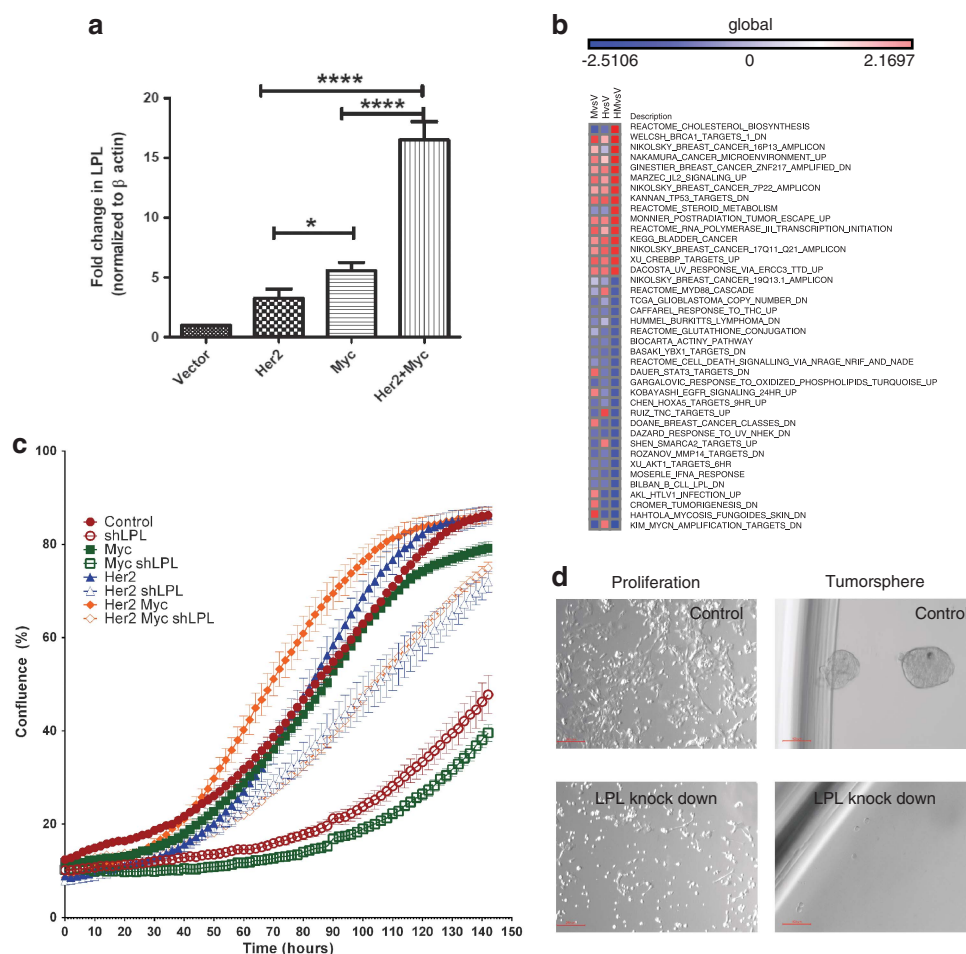 a
****
****
*
20
15
10
5
0
Fold change in LPL
(normalized to β actin)
Vector
Her2
Myc
Her2+Myc
b
global
-2.5106
0
2.1697
MvsV
HvsV
HMvsV
Description
REACTOME_CHOLESTEROL_BIOSYNTHESIS
WELCSH_BRCA1_TARGETS_1_DN
NIKOLSKY_BREAST_CANCER_16P13_AMPLICON
NAKAMURA_CANCER_MICROENVIRONMENT_UP
GINESTIER_BREAST_CANCER_ZNF217_AMPLIFIED_DN
MARZEC_IL2_SIGNALING_UP
NIKOLSKY_BREAST_CANCER_7P22_AMPLICON
KANNAN_TP53_TARGETS_DN
REACTOME_STEROID_METABOLISM
MONNIER_POSTRADIATION_TUMOR_ESCAPE_UP
REACTOME_RNA_POLYMERASE_III_TRANSCRIPTION_INITIATION
KEGG_BLADDER_CANCER
NIKOLSKY_BREAST_CANCER_17Q11_Q21_AMPLICON
XU_CREBBP_TARGETS_UP
DACOSTA_UV_RESPONSE_VIA_ERCC3_TTD_UP
NIKOLSKY_BREAST_CANCER_19Q13.1_AMPLICON
REACTOME_MYD88_CASCADE
TCGA_GLIOBLASTOMA_COPY_NUMBER_DN
CAFFAREL_RESPONSE_TO_THC_UP
HUMMEL_BURKITTS_LYMPHOMA_DN
REACTOME_GLUTATHIONE_CONJUGATION
BIOCARTA_ACTINY_PATHWAY
BASAKI_YBX1_TARGETS_DN
REACTOME_CELL_DEATH_SIGNALLING_VIA_NRAGE_NRIF_AND_NADE
DAUER_STAT3_TARGETS_DN
GARGALOVIC_RESPONSE_TO_OXIDIZED_PHOSPHOLIPIDS_TURQUOISE_UP
KOBAYASHI_EGFR_SIGNALING_24HR_UP
CHEN_HOXA5_TARGETS_9HR_UP
RUIZ_TNC_TARGETS_UP
DOANE_BREAST_CANCER_CLASSES_DN
DAZARD_RESPONSE_TO_UV_NHEK_DN
SHEN_SMARCA2_TARGETS_UP
ROZANOV_MMP14_TARGETS_DN
XU_AKT1_TARGETS_6HR
MOSERLE_IFNA_RESPONSE
BILBAN_B_CLL_LPL_DN
AKL_HTLV1_INFECTION_UP
CROMER_TUMORIGENESIS_DN
HAHTOLA_MYCOSIS_FUNGOIDES_SKIN_DN
KIM_MYCN_AMPLIFICATION_TARGETS_DN
c
100
80
60
40
20
0
Confluence (%)
Control
shLPL
Myc
Myc shLPL
Her2
Her2 shLPL
Her2 Myc
Her2 Myc shLPL
0 10 20 30 40 50 60 70 80 90 100 110 120 130 140 150
Time (hours)
d
Proliferation
Tumorsphere
Control
Control
LPL knock down
LPL knock down